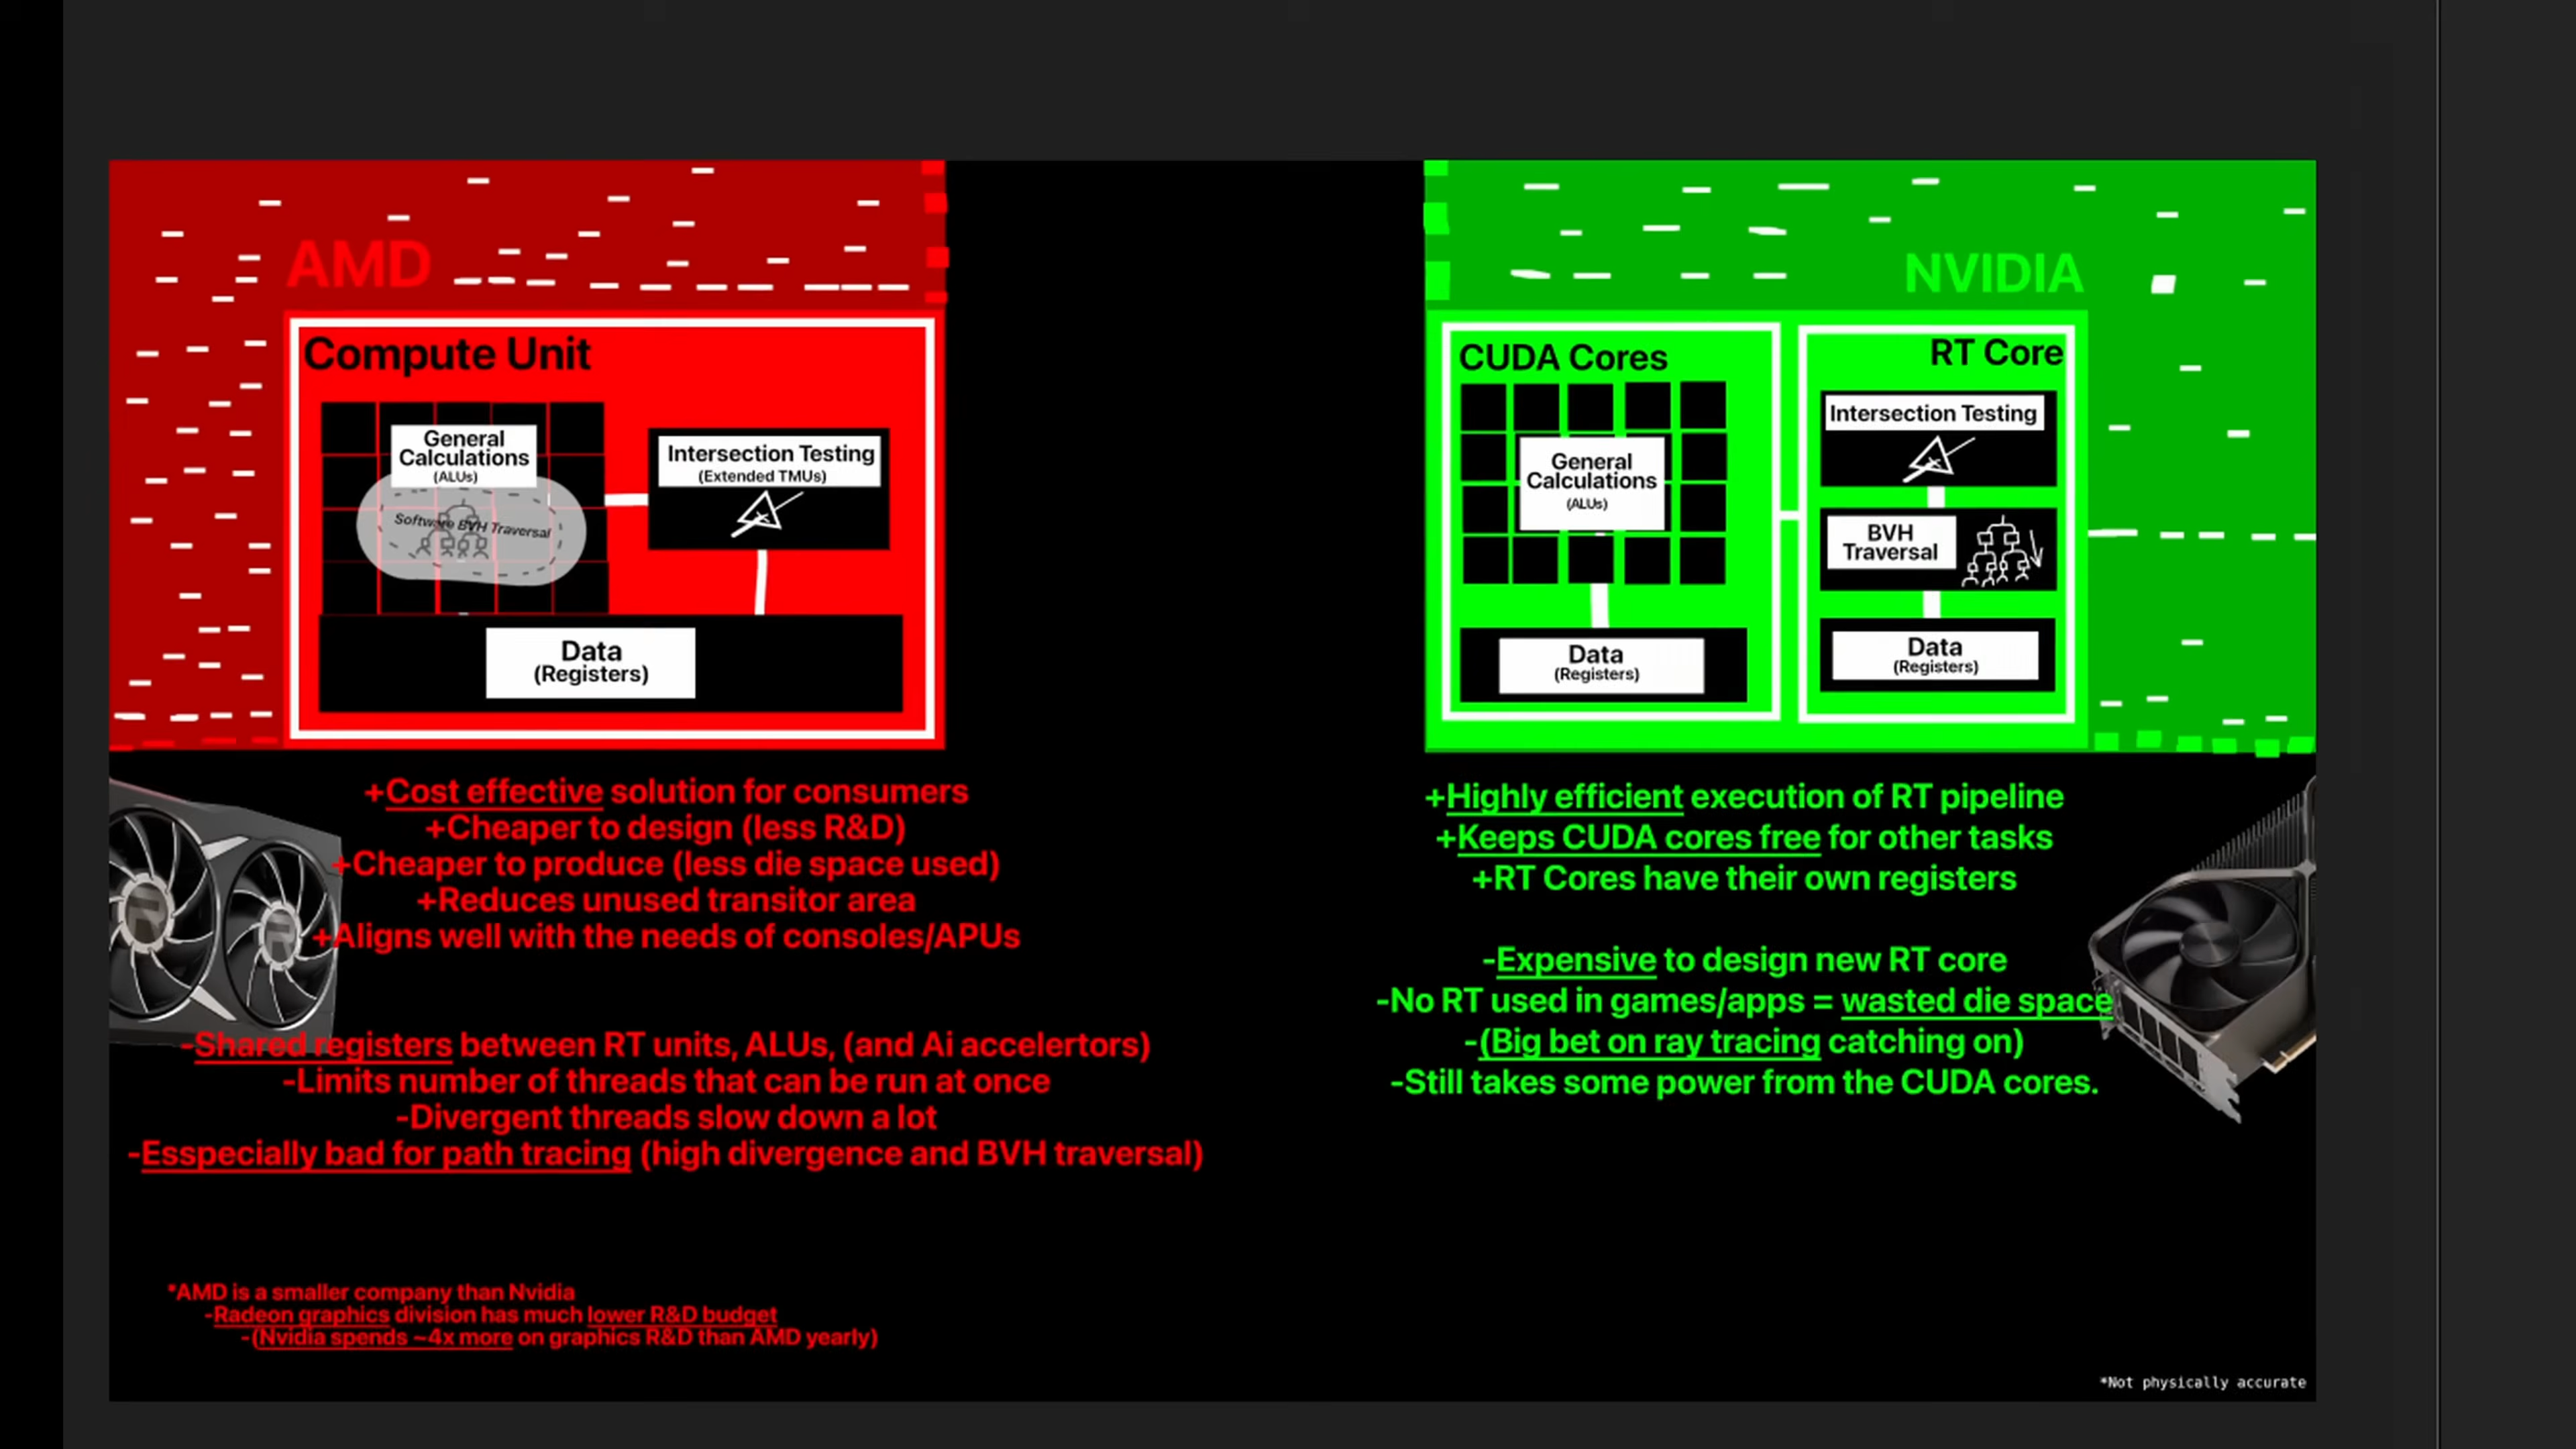 AMD
Compute Unit
General
Calculations
(ALUs)
Software BVH Traversal
Intersection Testing
(Extended TMUs)
Data
(Registers)
+Cost effective solution for consumers
+Cheaper to design (less R&D)
+Cheaper to produce (less die space used)
+Reduces unused transitor area
+Aligns well with the needs of consoles/APUs
-Shared registers between RT units, ALUs, (and Ai accelertors)
-Limits number of threads that can be run at once
-Divergent threads slow down a lot
-Esspecially bad for path tracing (high divergence and BVH traversal)
*AMD is a smaller company than Nvidia
-Radeon graphics division has much lower R&D budget
-(Nvidia spends ~4x more on graphics R&D than AMD yearly)
NVIDIA
CUDA Cores
General
Calculations
(ALUs)
Data
(Registers)
RT Core
Intersection Testing
BVH
Traversal
Data
(Registers)
+Highly efficient execution of RT pipeline
+Keeps CUDA cores free for other tasks
+RT Cores have their own registers
-Expensive to design new RT core
-No RT used in games/apps = wasted die space
-(Big bet on ray tracing catching on)
-Still takes some power from the CUDA cores.
*Not physically accurate